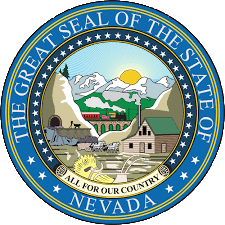 THE GREAT SEAL OF THE STATE OF
NEVADA
ALL FOR OUR COUNTRY